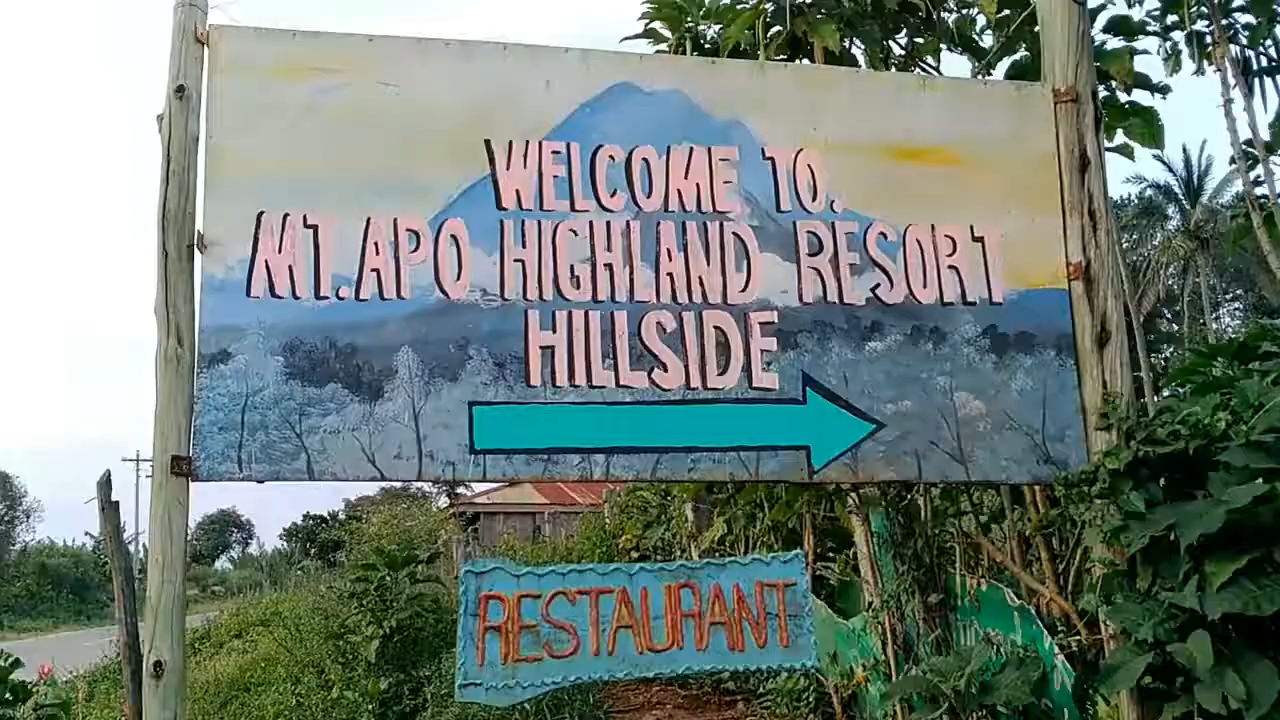 WELCOME TO.
MT.APO HIGHLAND RESORT
HILLSIDE
RESTAURANT